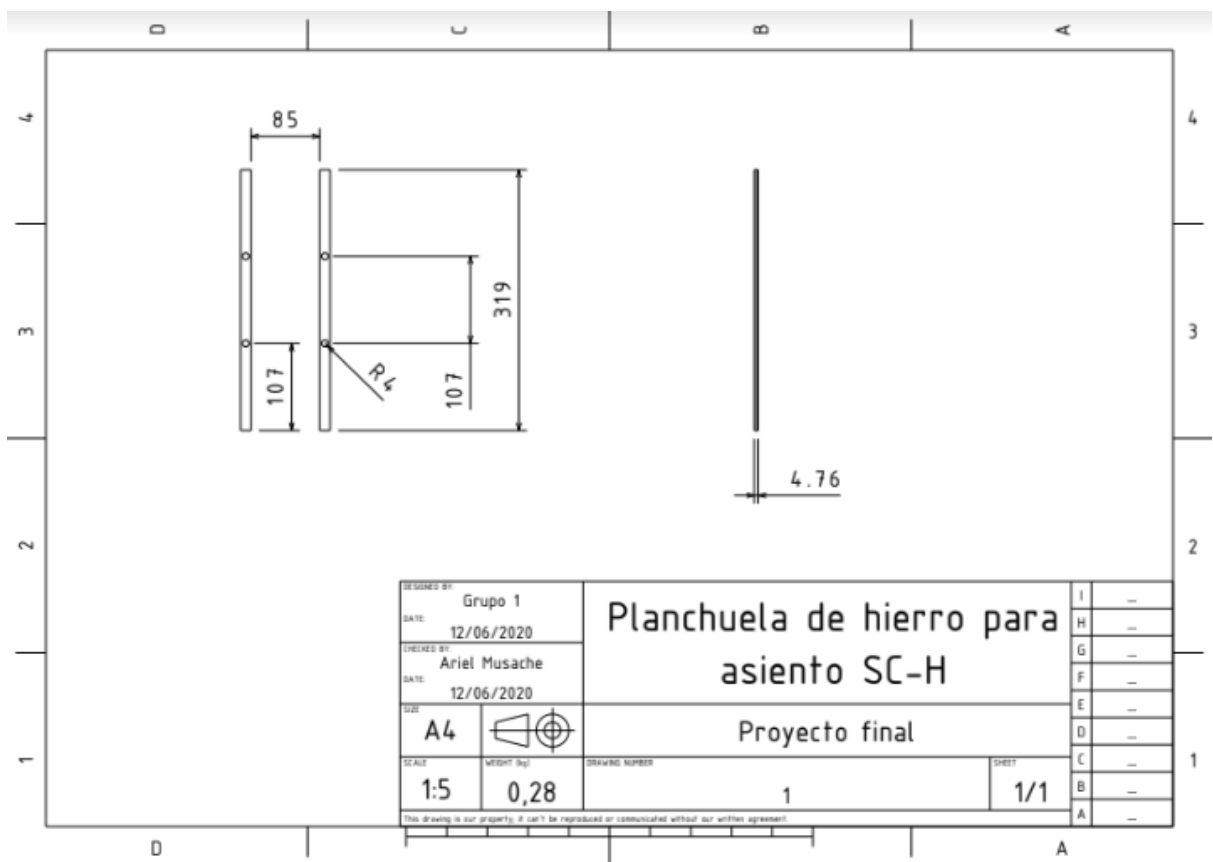 D C B A
4 4
85
319
3 3
107
R4
107
4.76
2 2
DESIGNED BY:
Grupo 1
DATE:
12/06/2020
CHECKED BY:
Ariel Musache
DATE:
12/06/2020
Planchuela de hierro para
asiento SC-H
SIZE
A4
Proyecto final
SCALE
1:5
WEIGHT (kg)
0,28
DRAWING NUMBER
1
SHEET
1/1
I _
H _
G _
F _
E _
D _
C _
B _
A _
1 1
This drawing is our property; it can't be reproduced or communicated without our written agreement.
D A